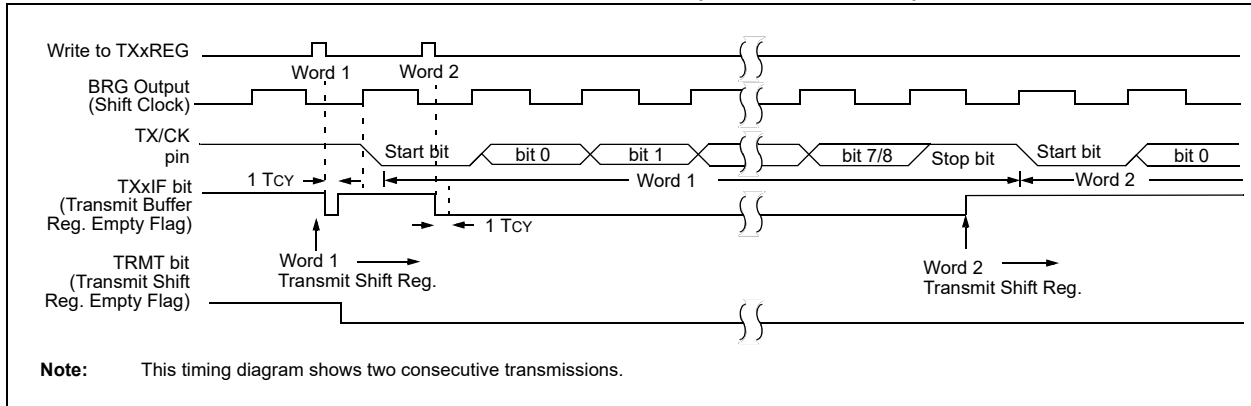 Write to TXxREG
Word 1
Word 2
BRG Output
(Shift Clock)
TX/CK
pin
Start bit
bit 0
bit 1
bit 7/8
Stop bit
Start bit
bit 0
Word 1
Word 2
1 TCY
TXxIF bit
(Transmit Buffer
Reg. Empty Flag)
1 TCY
Word 1
Transmit Shift Reg.
Word 2
Transmit Shift Reg.
TRMT bit
(Transmit Shift
Reg. Empty Flag)
Note: This timing diagram shows two consecutive transmissions.